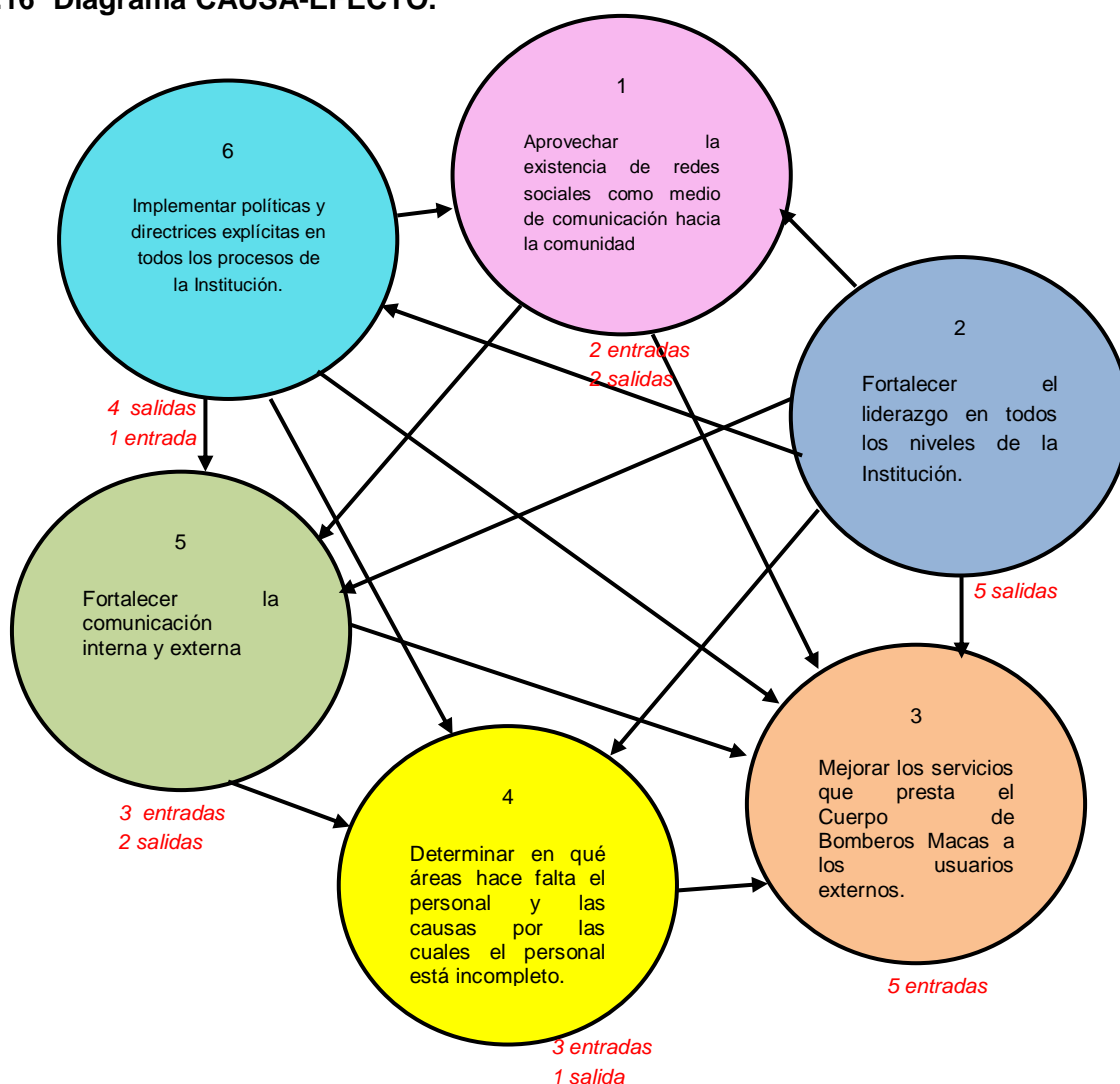 .16 Diagrama CAUSA-EFECTO.
1
Aprovechar la
existencia de redes
sociales como medio
de comunicación hacia
la comunidad
2 entradas
2 salidas
6
Implementar políticas y
directrices explícitas en
todos los procesos de
la Institución.
4 salidas
1 entrada
2
Fortalecer el
liderazgo en todos
los niveles de la
Institución.
5 salidas
5
Fortalecer la
comunicación
interna y externa
3 entradas
2 salidas
4
Determinar en qué
áreas hace falta el
personal y las
causas por las
cuales el personal
está incompleto.
3 entradas
1 salida
3
Mejorar los servicios
que presta el
Cuerpo de
Bomberos Macas a
los usuarios
externos.
5 entradas